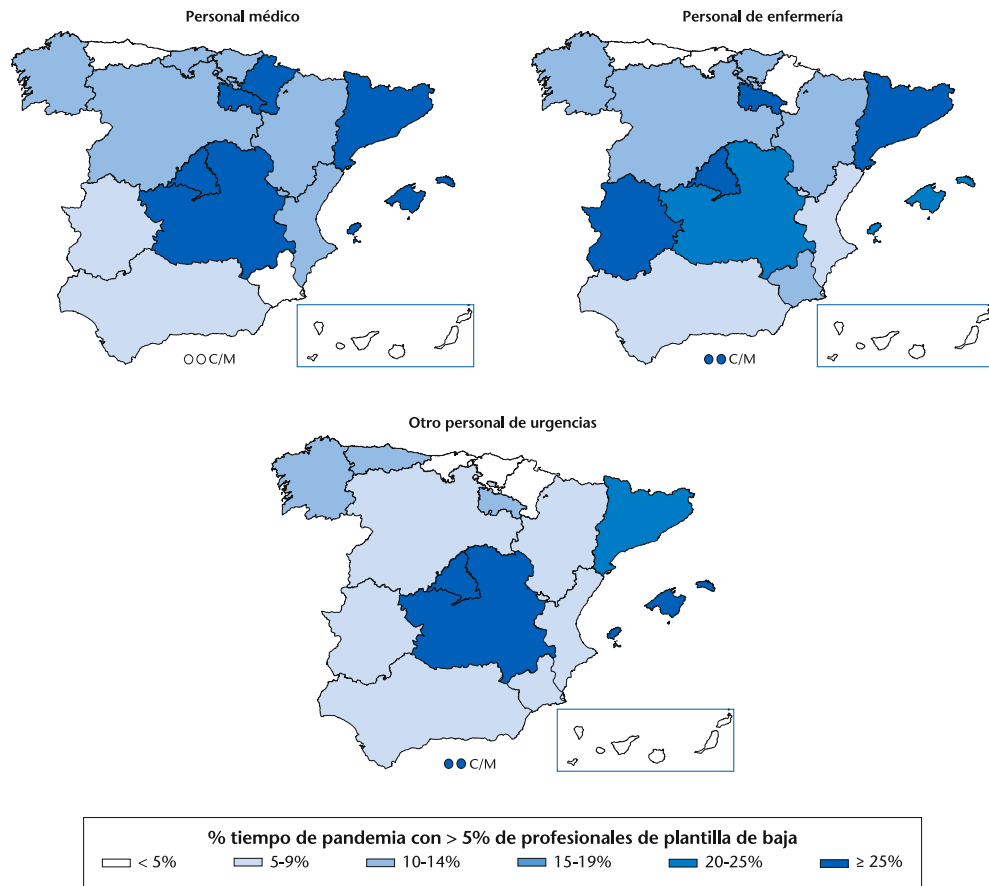 Personal médico
Personal de enfermería
C/M
C/M
Otro personal de urgencias
C/M
% tiempo de pandemia con > 5% de profesionales de plantilla de baja
< 5% 5-9% 10-14% 15-19% 20-25% ≥ 25%